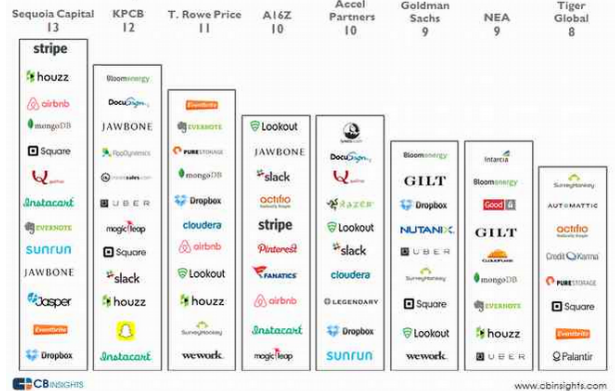 Sequoia Capital
13
stripe
houzz
airbnb
mongoDB
Square
Instacart
EVERNOTE
sunrun
JAWBONE
Jasper
Eventbrite
Dropbox
KPCB
12
Bloomenergy
DocuSign
JAWBONE
AppDynamics
UBER
magic leap
Square
slack
houzz
Instacart
T. Rowe Price
11
Eventbrite
EVERNOTE
PURESTORAGE
mongoDB
Dropbox
cloudera
airbnb
Lookout
houzz
SurveyMonkey
wework
A16Z
10
Lookout
JAWBONE
slack
actifio
stripe
Pinterest
FANATICS
airbnb
Instacart
magic leap
Accel
Partners
10
DocuSign
RAZER
Lookout
slack
cloudera
LEGENDARY
Dropbox
sunrun
Goldman
Sachs
9
Bloomenergy
GILT
Dropbox
NUTANIX
UBER
SurveyMonkey
Square
Lookout
wework
NEA
9
Intarcia
Bloomenergy
Good
GILT
CLOUDFLARE
mongoDB
EVERNOTE
houzz
UBER
Tiger
Global
8
SurveyMonkey
AUTOMATTIC
actifio
Credit Karma
PURESTORAGE
Square
Eventbrite
Palantir
CBINSIGHTS
www.cbinsights.com